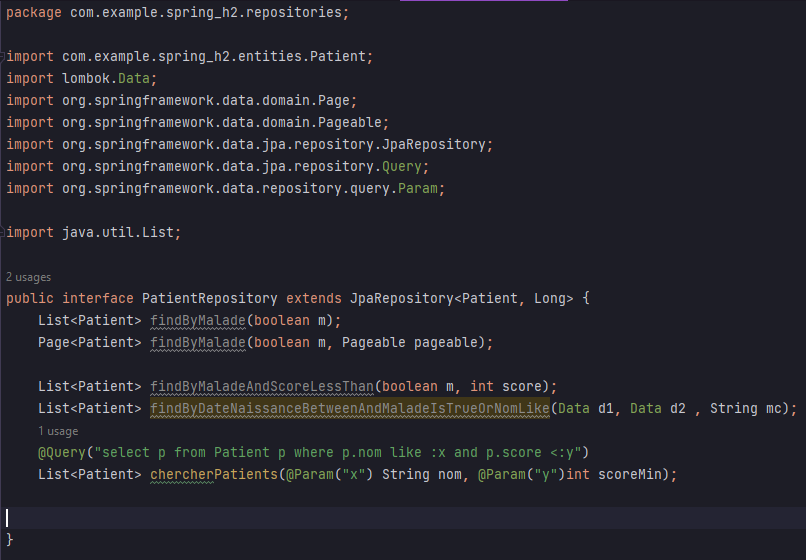 package com.example.spring_h2.repositories;
import com.example.spring_h2.entities.Patient;
import lombok.Data;
import org.springframework.data.domain.Page;
import org.springframework.data.domain.Pageable;
import org.springframework.data.jpa.repository.JpaRepository;
import org.springframework.data.jpa.repository.Query;
import org.springframework.data.repository.query.Param;
import java.util.List;
2 usages
public interface PatientRepository extends JpaRepository<Patient, Long> {
List<Patient> findByMalade(boolean m);
Page<Patient> findByMalade(boolean m, Pageable pageable);
List<Patient> findByMaladeAndScoreLessThan(boolean m, int score);
List<Patient> findByDateNaissanceBetweenAndMaladeIsTrueOrNomLike(Data d1, Data d2 , String mc);
1 usage
@Query("select p from Patient p where p.nom like :x and p.score <:y")
List<Patient> chercherPatients(@Param("x") String nom, @Param("y")int scoreMin);
}